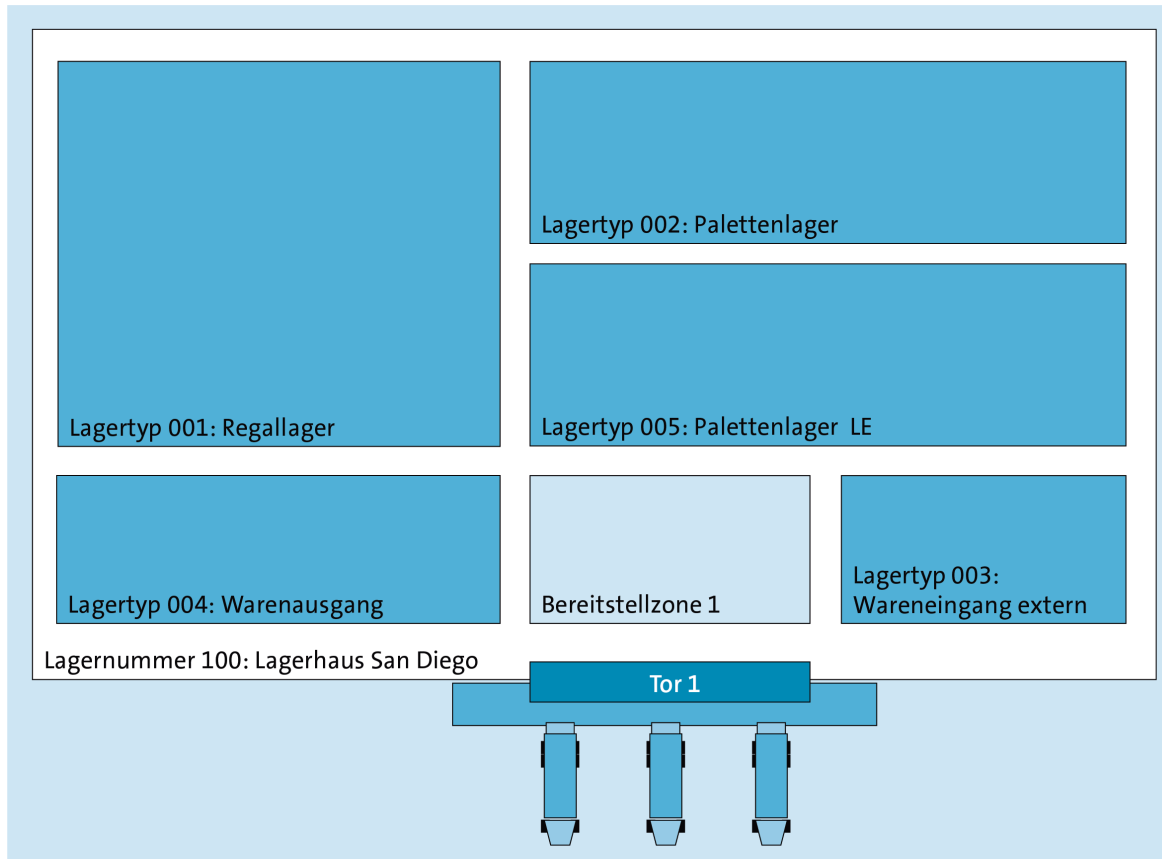 Lagertyp 002: Palettenlager
Lagertyp 001: Regallager
Lagertyp 005: Palettenlager LE
Lagertyp 004: Warenausgang
Bereitstellzone 1
Lagertyp 003:
Wareneingang extern
Lagernummer 100: Lagerhaus San Diego
Tor 1